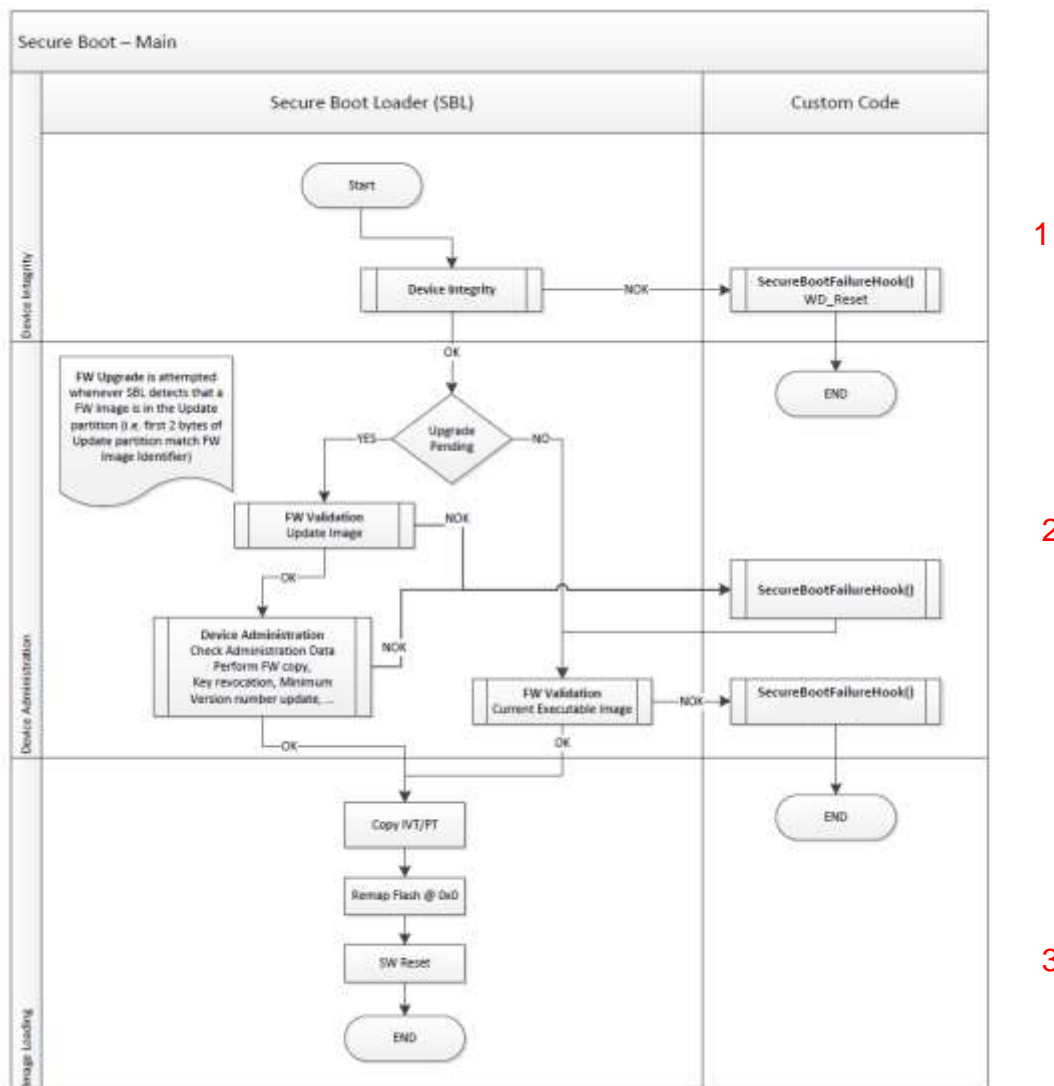 Secure Boot – Main
Secure Boot Loader (SBL)
Custom Code
Device Integrity
Start
1
Device Integrity
NOK
SecureBootFailureHook()
WD_Reset
OK
END
Device Administration
FW Upgrade is attempted
whenever SBL detects that a
FW Image is in the Update
partition (i.e. first 2 bytes of
Update partition match FW
Image Identifier)
Upgrade
Pending
YES
NO
FW Validation
Update Image
NOK
2
OK
SecureBootFailureHook()
Device Administration
Check Administration Data
Perform FW copy,
Key revocation, Minimum
Version number update, ...
NOK
FW Validation
Current Executable Image
NOK
SecureBootFailureHook()
OK
OK
Image Loading
Copy IVT/PT
END
Remap Flash @ 0x0
SW Reset
3
END